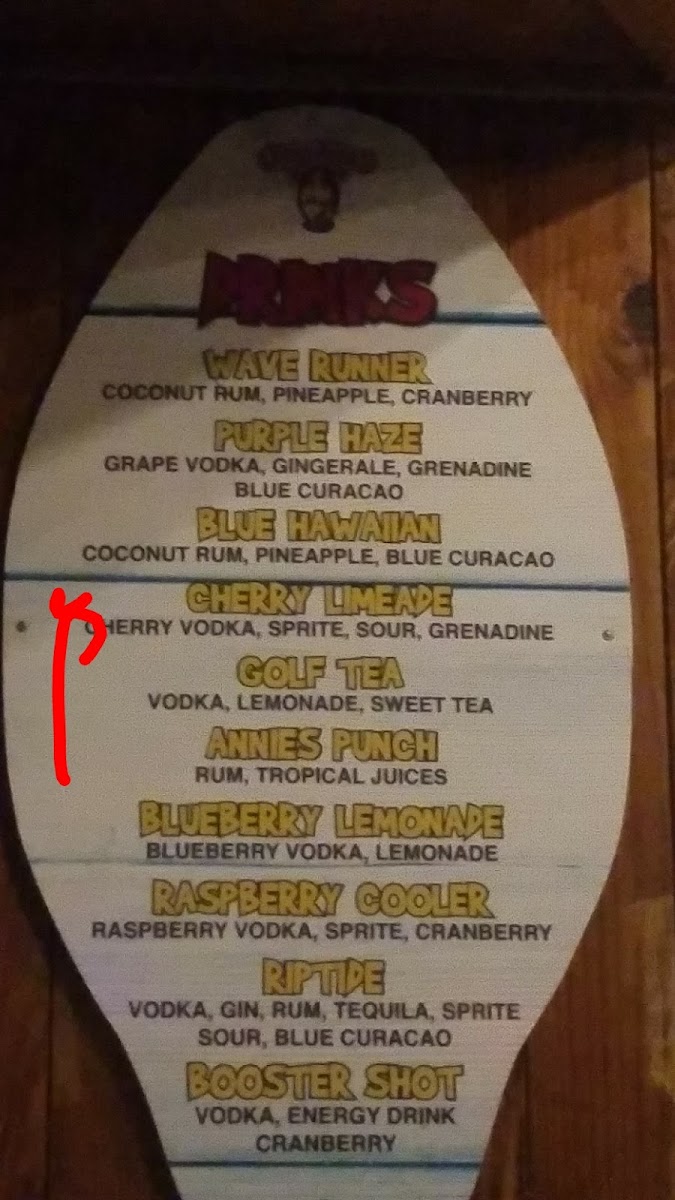 DRINKS
WAVE RUNNER
COCONUT RUM, PINEAPPLE, CRANBERRY
PURPLE HAZE
GRAPE VODKA, GINGERALE, GRENADINE
BLUE CURACAO
BLUE HAWAIIAN
COCONUT RUM, PINEAPPLE, BLUE CURACAO
CHERRY LIMEADE
CHERRY VODKA, SPRITE, SOUR, GRENADINE
GOLF TEA
VODKA, LEMONADE, SWEET TEA
ANNIES PUNCH
RUM, TROPICAL JUICES
BLUEBERRY LEMONADE
BLUEBERRY VODKA, LEMONADE
RASPBERRY COOLER
RASPBERRY VODKA, SPRITE, CRANBERRY
RIPTIDE
VODKA, GIN, RUM, TEQUILA, SPRITE
SOUR, BLUE CURACAO
BOOSTER SHOT
VODKA, ENERGY DRINK
CRANBERRY